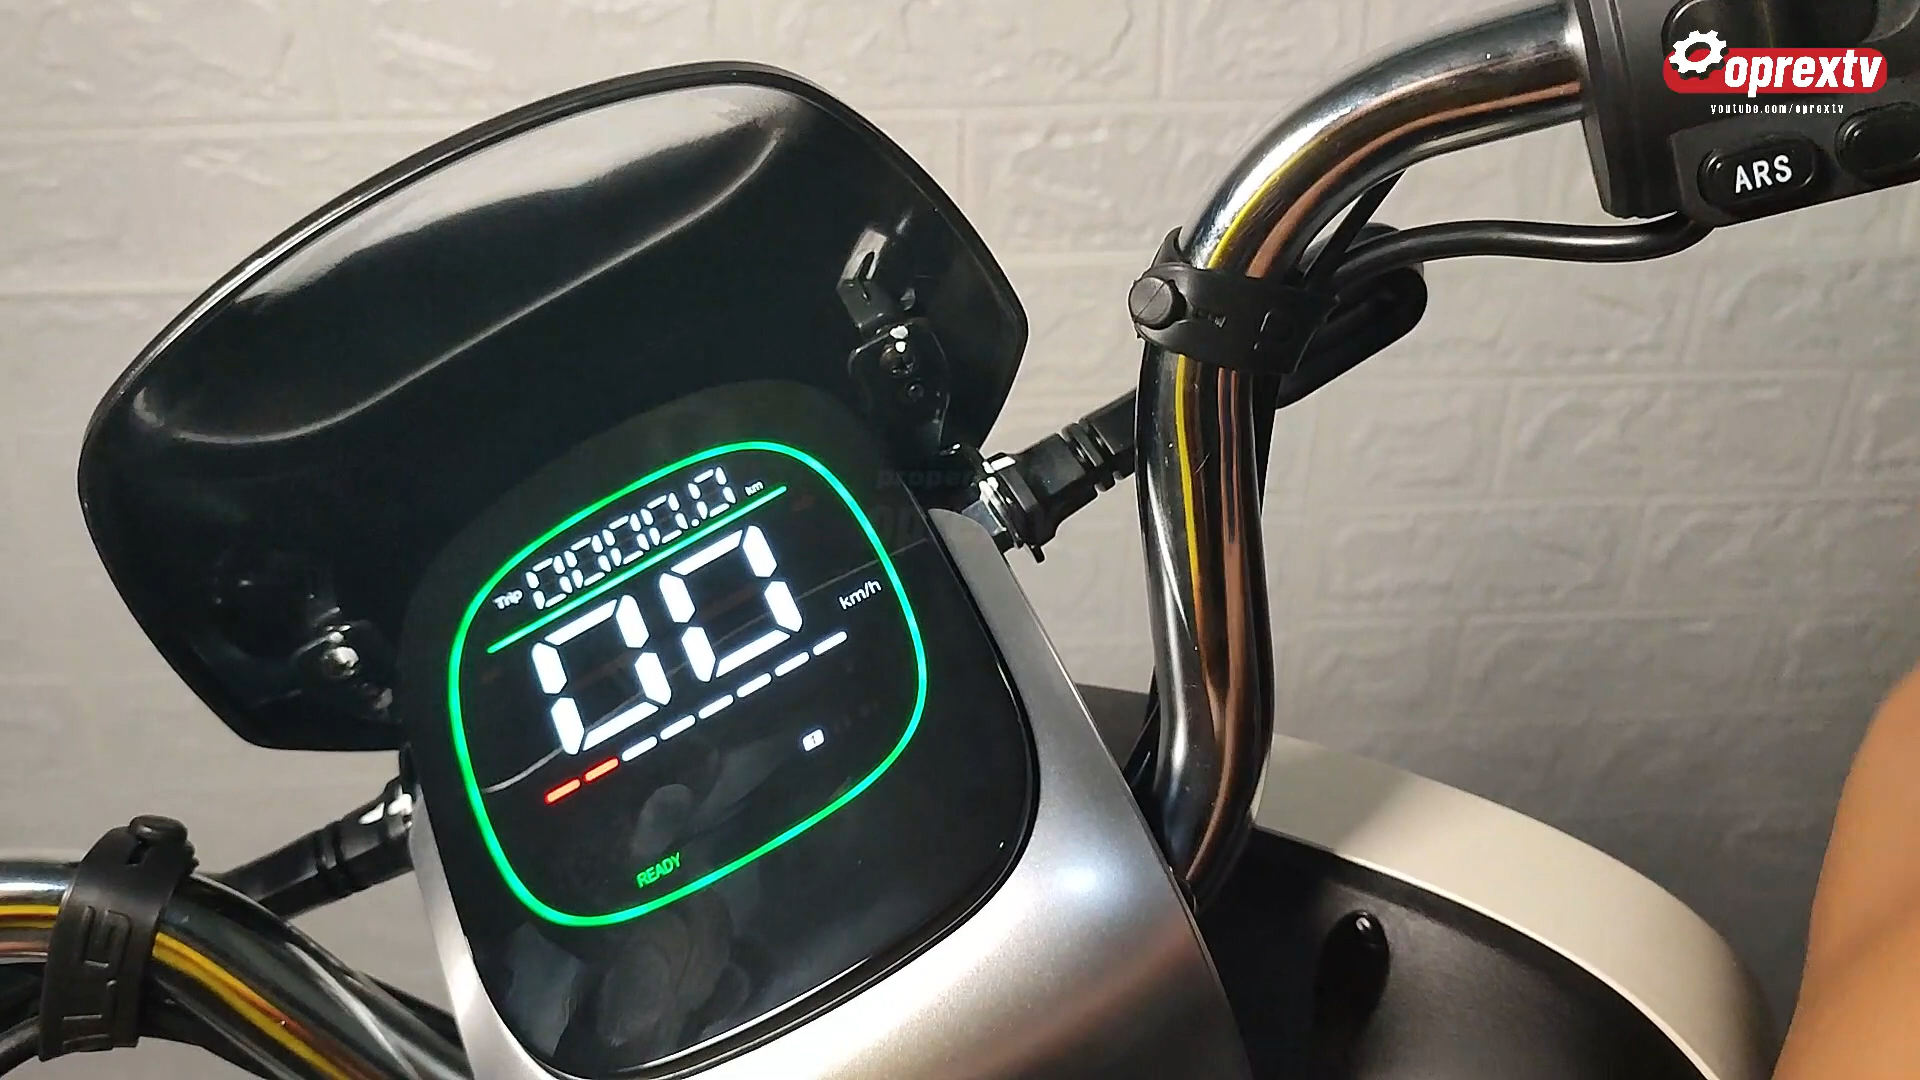 oprextv
youtube.com/oprextv
ARS
Trip 0000.0 km
00 km/h
READY